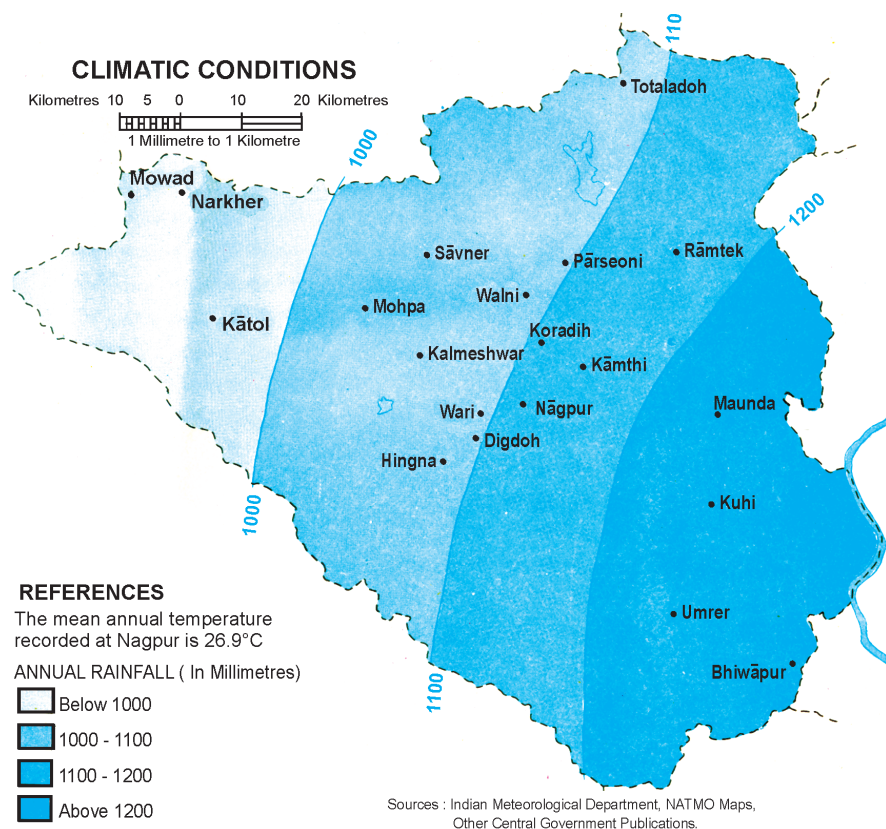 CLIMATIC CONDITIONS
Kilometres 10 5 0 10 20 Kilometres
1 Millimetre to 1 Kilometre
110
1000
1200
Totaladoh
Mowad
Narkher
Sāvner
Pārseoni
Rāmtek
Walni
Mohpa
Kātol
Koradih
Kalmeshwar
Kāmthi
Wari
Nāgpur
Maunda
Digdoh
Hingna
1000
Kuhi
Umrer
Bhiwāpur
1100
REFERENCES
The mean annual temperature
recorded at Nagpur is 26.9°C
ANNUAL RAINFALL ( In Millimetres)
Below 1000
1000 - 1100
1100 - 1200
Above 1200
Sources : Indian Meteorological Department, NATMO Maps,
Other Central Government Publications.